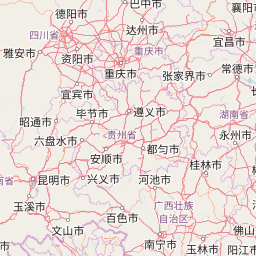 巴中市
襄阳
德阳市
达州市
四川省
宜昌市
重庆市
雅安市
资阳市
重庆市
张家界市
常德市
宜宾市
湖南省
毕节市
遵义市
昭通市
六盘水市
贵州省
永州市
安顺市
都匀市
桂林市
南省
昆明市
兴义市
河池市
玉溪市
百色市
广西壮族
自治区
文山市
佛山
南宁市
玉林市
阳江市